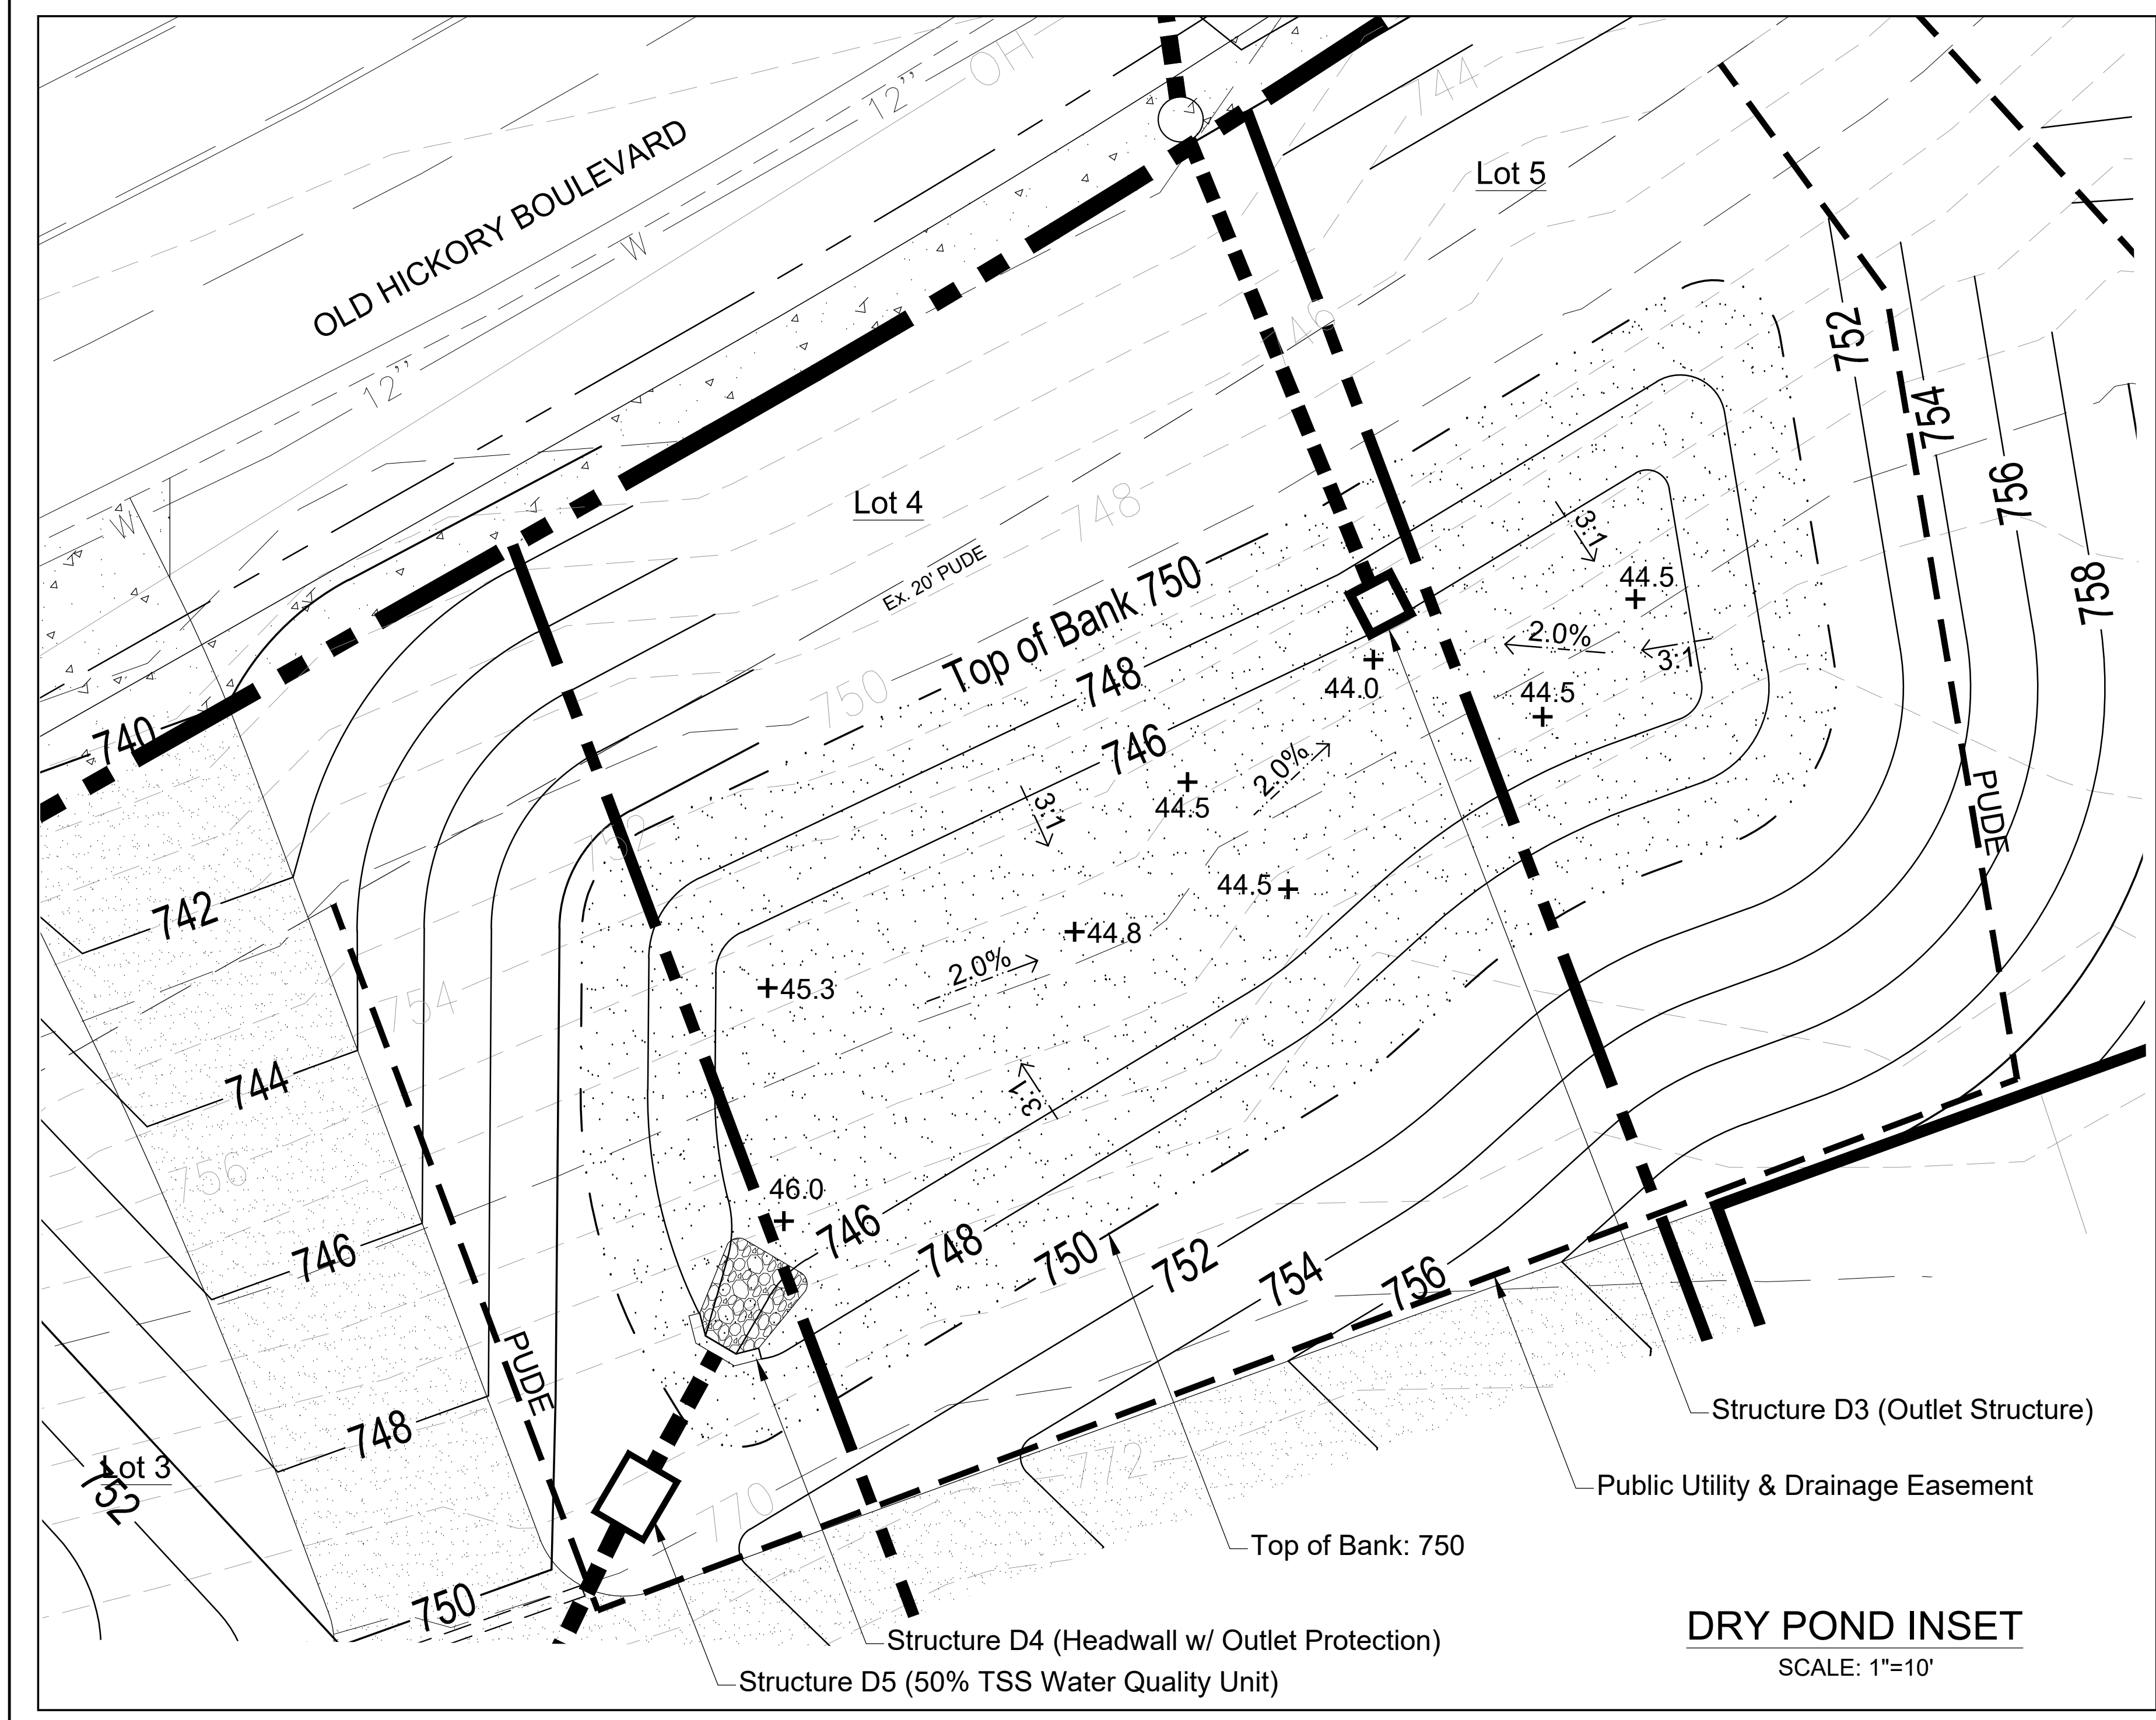 OH
12''
744
OLD HICKORY BOULEVARD
Lot 5
W
46
752
12''
754
Lot 4
748
756
W
Ex. 20' PUDE
3:1
Top of Bank 750
44.5
758
748
2.0%
3:1
44.0
44.5
750
740
746
2.0%
44.5
3:1
PUDE
752
44.5
742
44.8
2.0%
45.3
754
744
3:1
756
46.0
746
746
748
750
752
754
756
PUDE
748
Structure D3 (Outlet Structure)
Lot 3
772
752
Public Utility & Drainage Easement
770
Top of Bank: 750
750
Structure D4 (Headwall w/ Outlet Protection)
Structure D5 (50% TSS Water Quality Unit)
DRY POND INSET
SCALE: 1"=10'